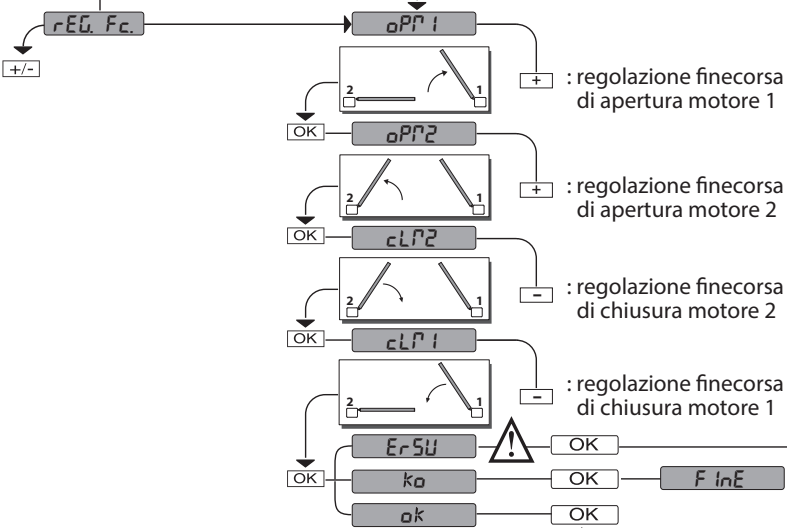 rEG. Fc.
oPM1
+/-
+ : regolazione finecorsa
di apertura motore 1
2 1
OK
oPM2
+ : regolazione finecorsa
di apertura motore 2
2 1
OK
cLM2
- : regolazione finecorsa
di chiusura motore 2
2 1
OK
cLM1
- : regolazione finecorsa
di chiusura motore 1
2 1
ErSU
! OK
OK
ko
OK
FInE
ok
OK